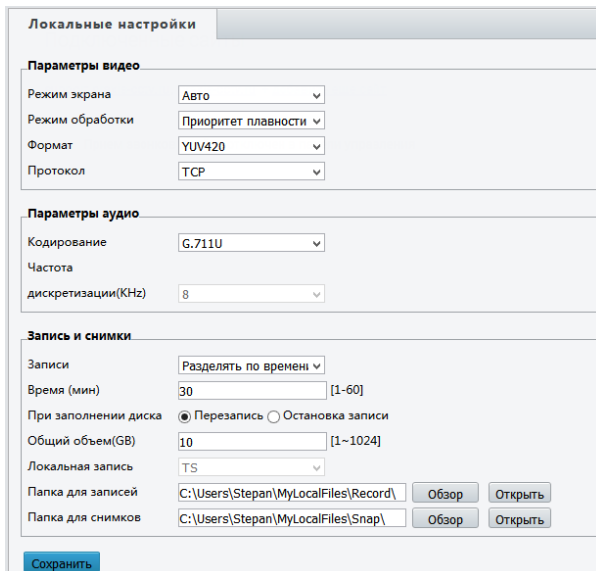 Локальные настройки
Параметры видео
Режим экрана Авто
Режим обработки Приоритет плавности
Формат YUV420
Протокол TCP
Параметры аудио
Кодирование G.711U
Частота
дискретизации(KHz) 8
Запись и снимки
Записи Разделять по времени
Время (мин) 30 [1-60]
При заполнении диска Перезапись Остановка записи
Общий объем(GB) 10 [1~1024]
Локальная запись TS
Папка для записей C:\Users\Stepan\MyLocalFiles\Record\ Обзор Открыть
Папка для снимков C:\Users\Stepan\MyLocalFiles\Snap\ Обзор Открыть
Сохранить